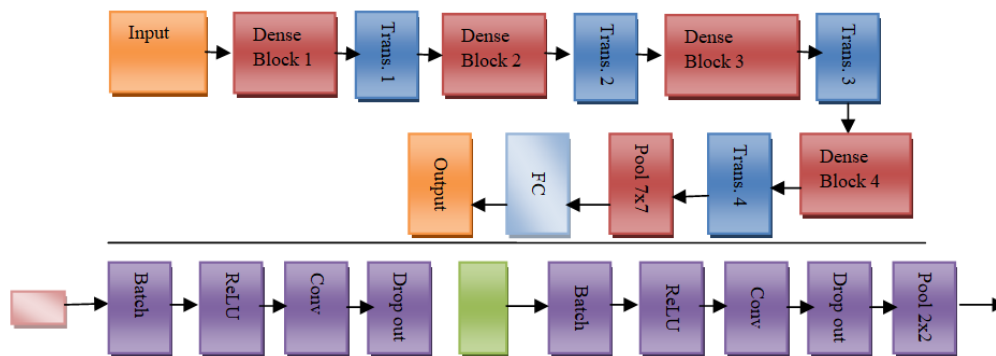 Input
Dense
Block 1
Trans. 1
Dense
Block 2
Trans. 2
Dense
Block 3
Trans. 3
Dense
Block 4
Trans. 4
Pool 7x7
FC
Output
Batch
ReLU
Conv
Drop out
Batch
ReLU
Conv
Drop out
Pool 2x2